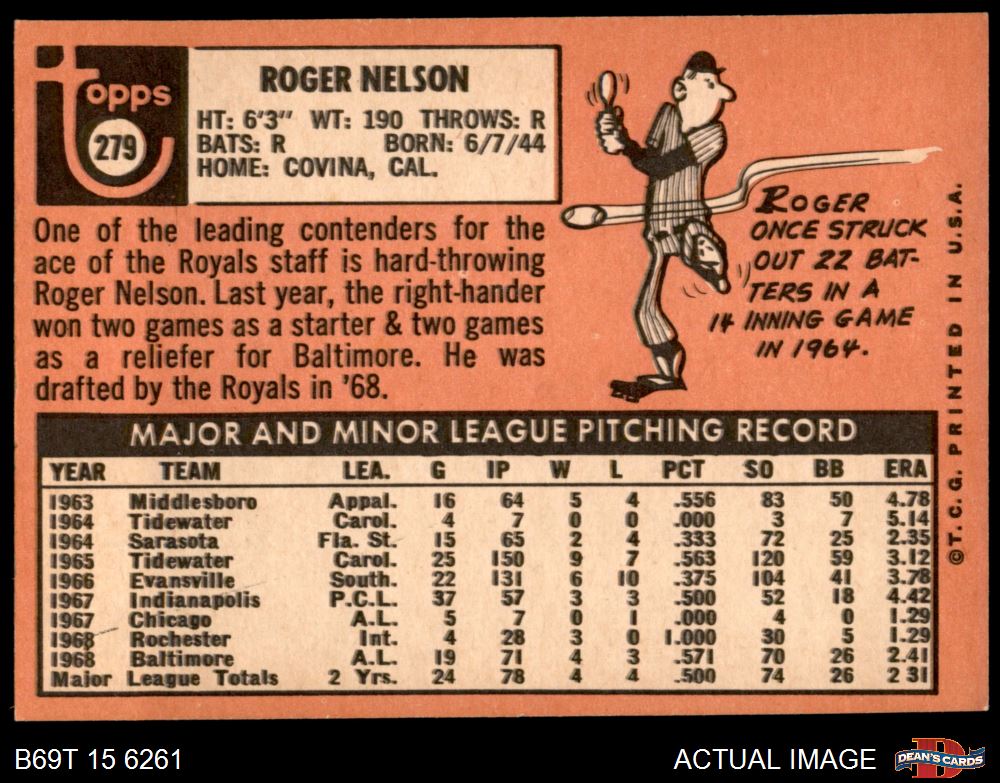 topps
279
ROGER NELSON
HT: 6'3" WT: 190 THROWS: R
BATS: R BORN: 6/7/44
HOME: COVINA, CAL.
One of the leading contenders for the
ace of the Royals staff is hard-throwing
Roger Nelson. Last year, the right-hander
won two games as a starter & two games
as a reliefer for Baltimore. He was
drafted by the Royals in '68.
ROGER
ONCE STRUCK
OUT 22 BAT-
TERS IN A
14 INNING GAME
IN 1964.
©T. C. G. PRINTED IN U.S.A.
MAJOR AND MINOR LEAGUE PITCHING RECORD
YEAR TEAM LEA. G IP W L PCT SO BB ERA
1963 Middlesboro Appal. 16 64 5 4 .556 83 50 4.78
1964 Tidewater Carol. 4 7 0 0 .000 3 7 5.14
1964 Sarasota Fla. St. 15 65 2 4 .333 72 25 2.35
1965 Tidewater Carol. 25 150 9 7 .563 120 59 3.12
1966 Evansville South. 22 131 6 10 .375 104 41 3.78
1967 Indianapolis P.C.L. 37 57 3 3 .500 52 18 4.42
1967 Chicago A.L. 5 7 0 1 .000 4 0 1.29
1968 Rochester Int. 4 28 3 0 1.000 30 5 1.29
1968 Baltimore A.L. 19 71 4 3 .571 70 26 2.41
Major League Totals 2 Yrs. 24 78 4 4 .500 74 26 2 31
B69T 15 6261
ACTUAL IMAGE
DEAN'S CARDS